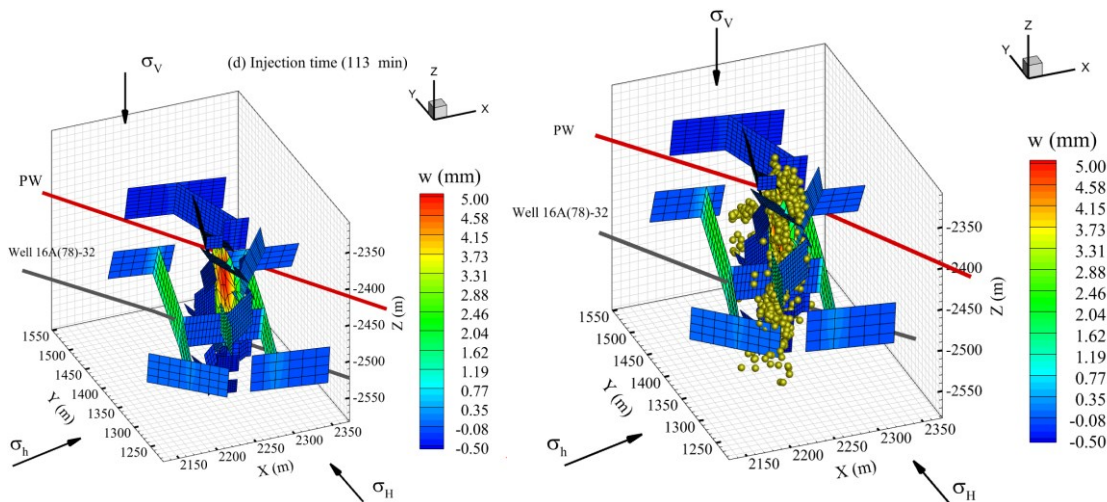 σV
(d) Injection time (113 min)
Z
Y
X
PW
Well 16A(78)-32
w (mm)
5.00
4.58
4.15
3.73
3.31
2.88
2.46
2.04
1.62
1.19
0.77
0.35
-0.08
-0.50
-2350
-2400
-2450
-2500
-2550
Z (m)
1550
1500
1450
1400
1350
1300
1250
Y (m)
2150
2200
2250
2300
2350
X (m)
σh
σH
σV
Z
Y
X
PW
Well 16A(78)-32
w (mm)
5.00
4.58
4.15
3.73
3.31
2.88
2.46
2.04
1.62
1.19
0.77
0.35
-0.08
-0.50
-2350
-2400
-2450
-2500
-2550
Z (m)
1550
1500
1450
1400
1350
1300
1250
Y (m)
2150
2200
2250
2300
2350
X (m)
σh
σH